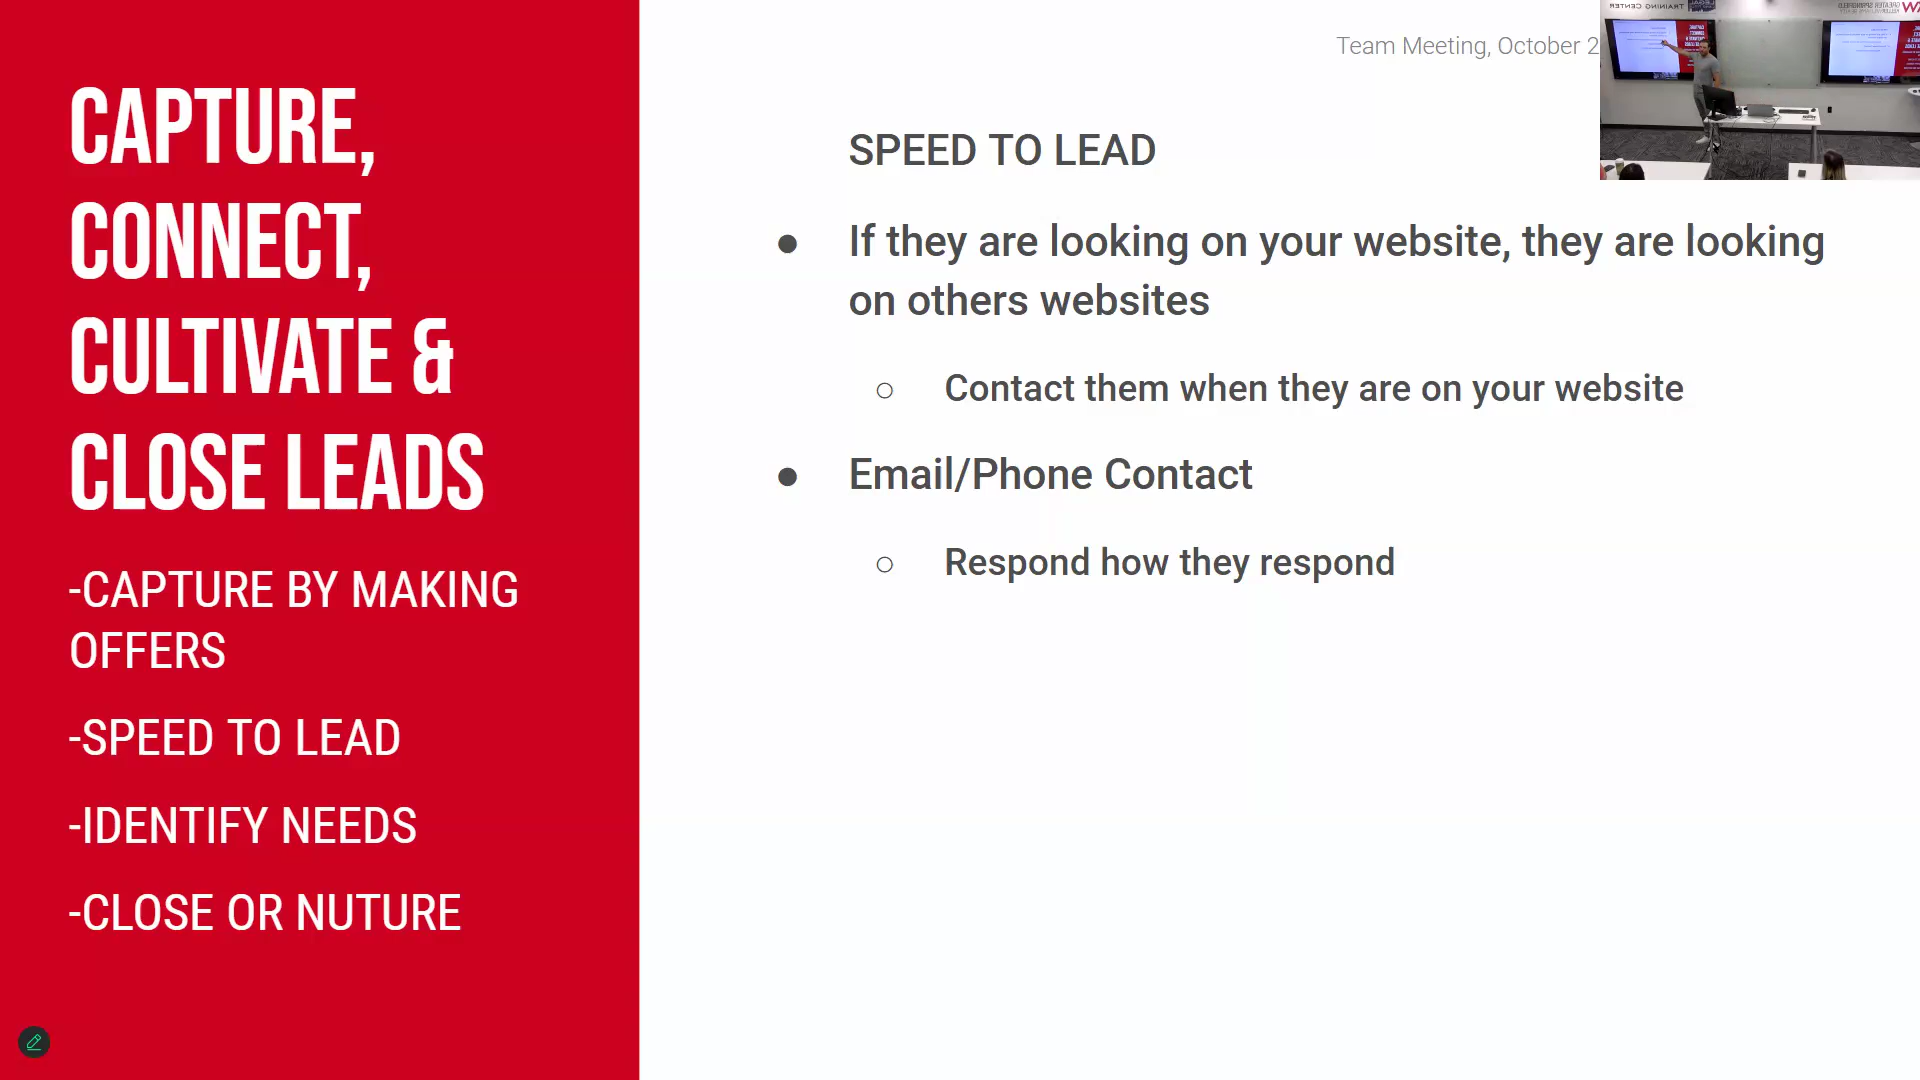 CAPTURE,
CONNECT,
CULTIVATE &
CLOSE LEADS
-CAPTURE BY MAKING
OFFERS
-SPEED TO LEAD
-IDENTIFY NEEDS
-CLOSE OR NUTURE
Team Meeting, October 2
SPEED TO LEAD
● If they are looking on your website, they are looking
on others websites
○ Contact them when they are on your website
● Email/Phone Contact
○ Respond how they respond
TRAINING CENTER